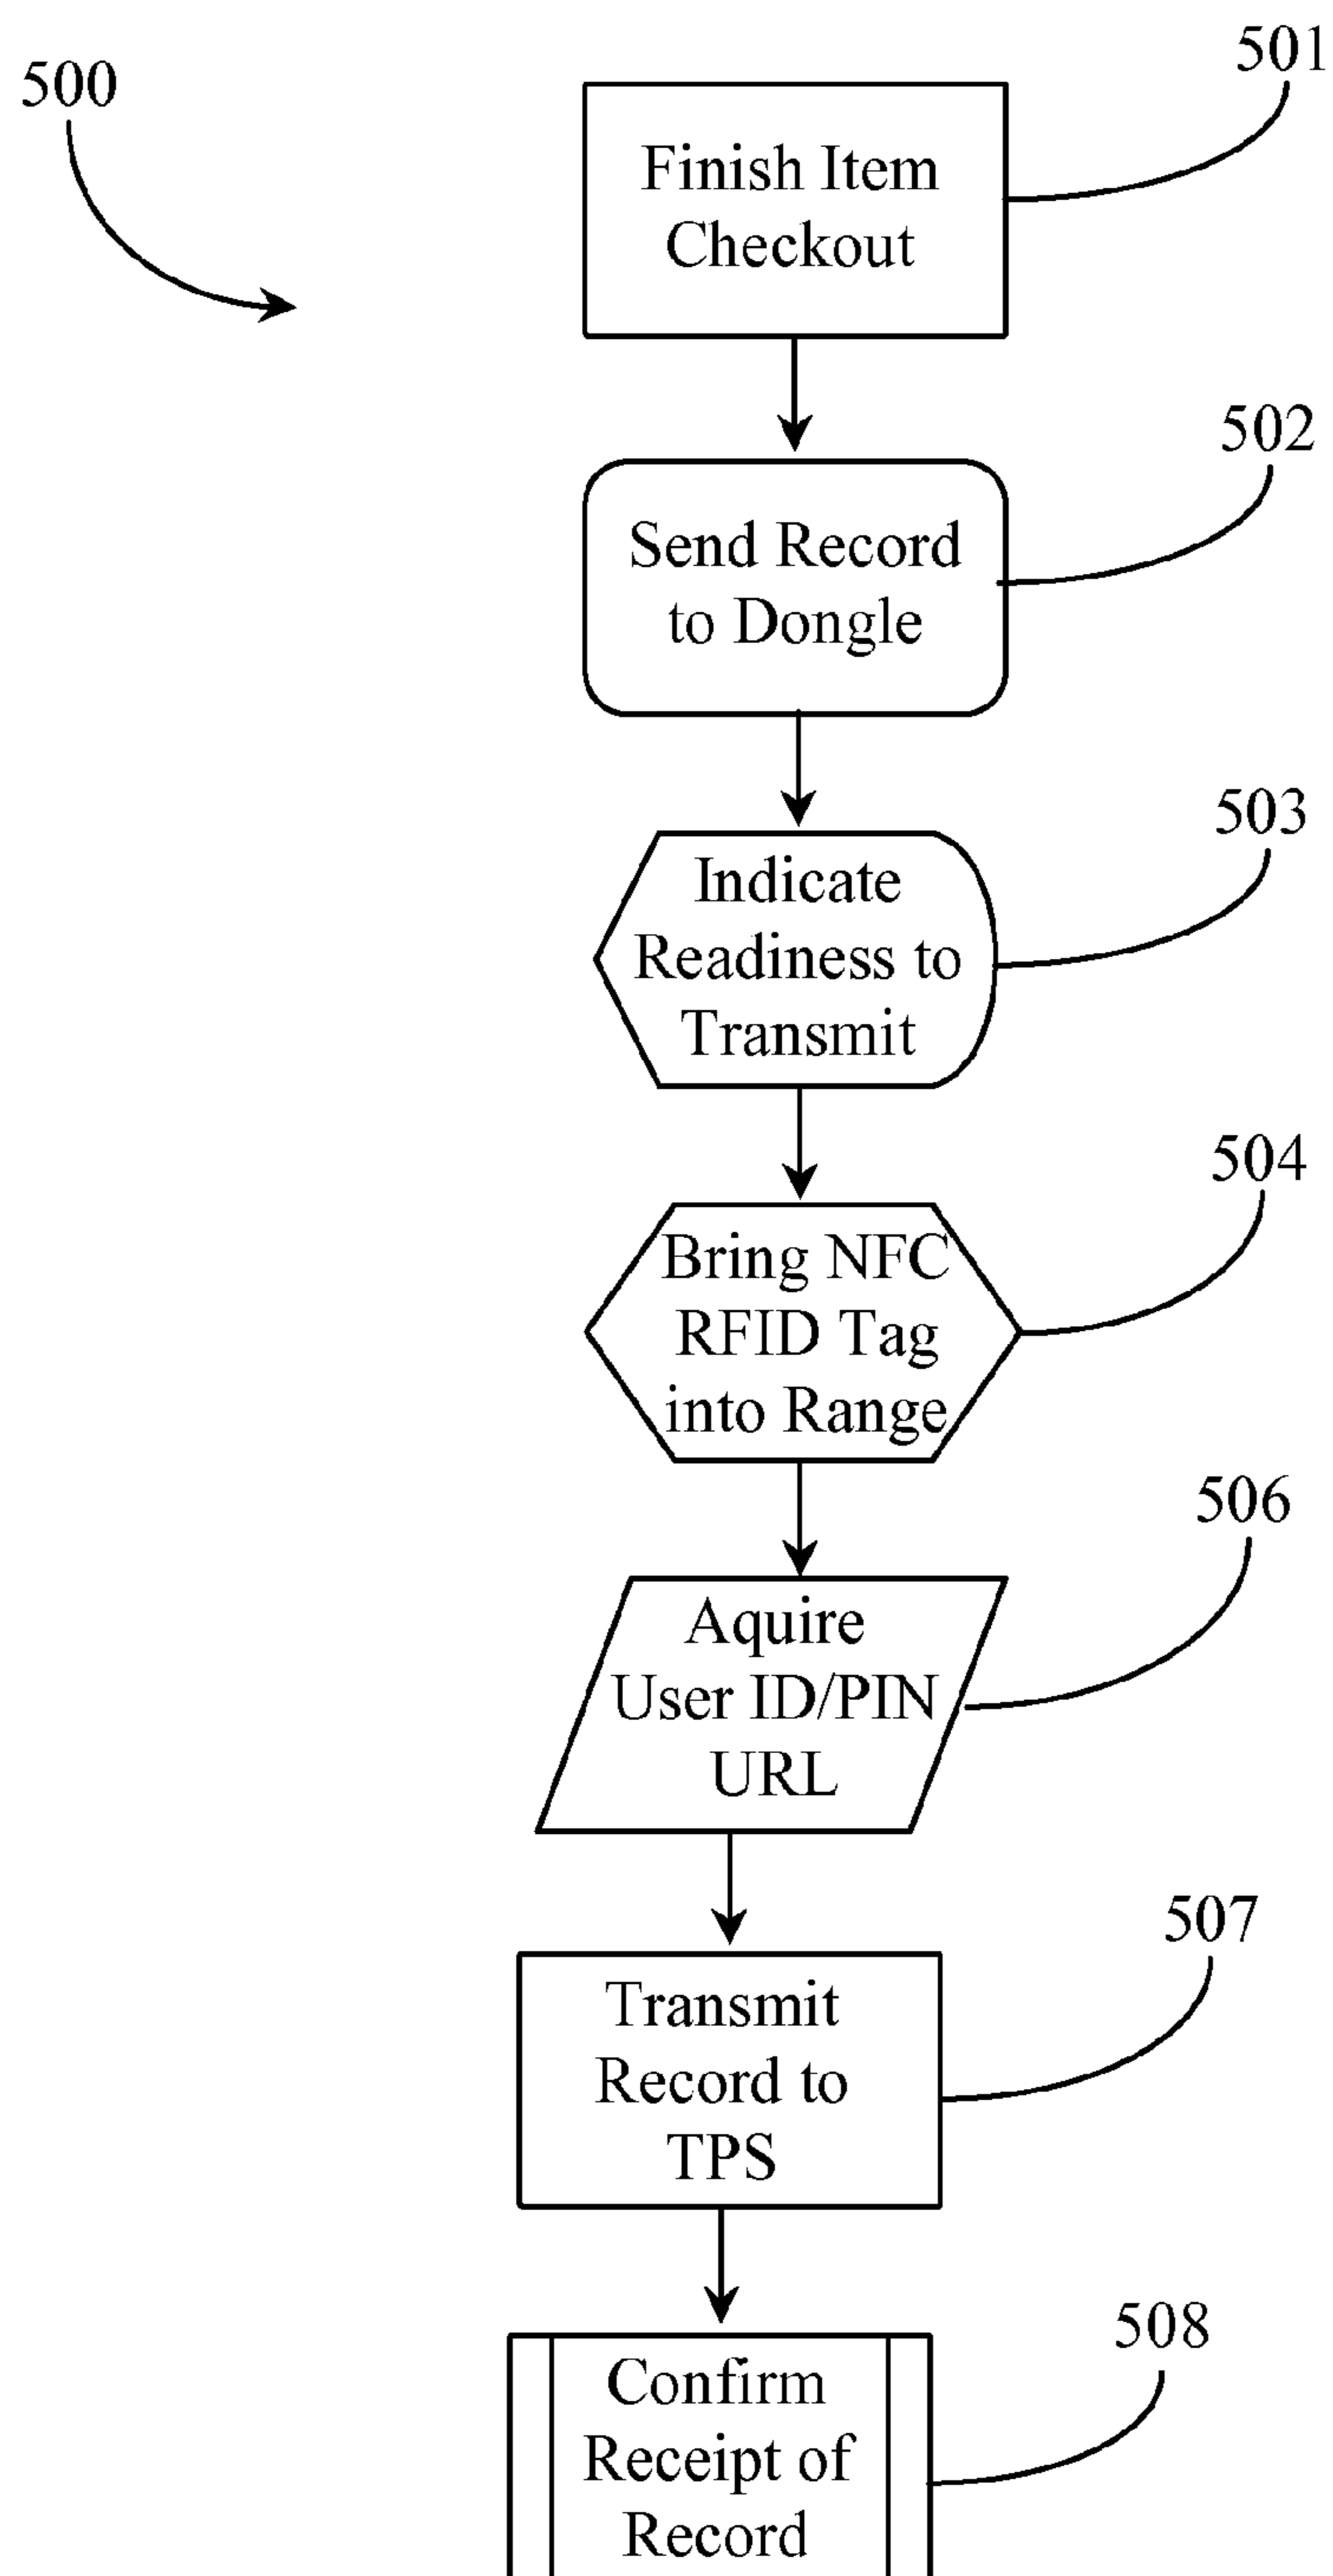 500
501
Finish Item
Checkout
502
Send Record
to Dongle
503
Indicate
Readiness to
Transmit
504
Bring NFC
RFID Tag
into Range
506
Aquire
User ID/PIN
URL
507
Transmit
Record to
TPS
508
Confirm
Receipt of
Record